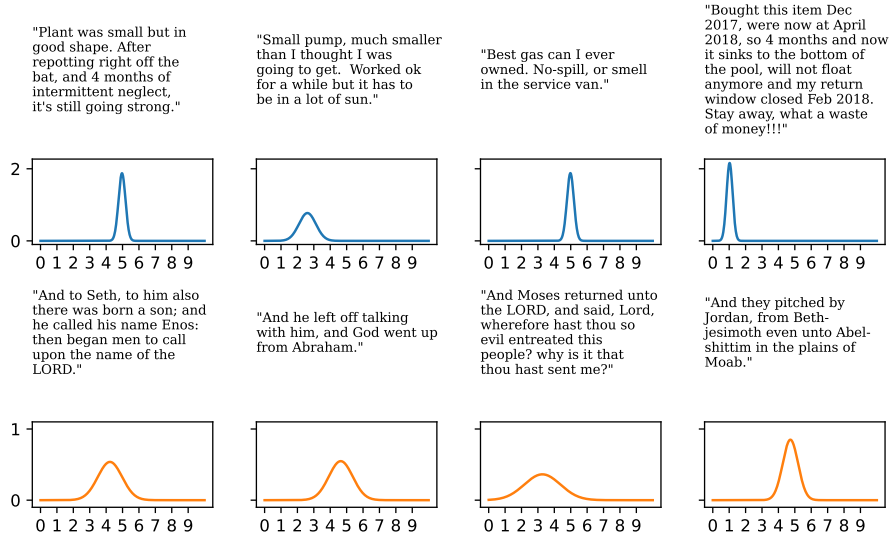 "Plant was small but in
good shape. After
repotting right off the
bat, and 4 months of
intermittent neglect,
it's still going strong."
"Small pump, much smaller
than I thought I was
going to get.  Worked ok
for a while but it has to
be in a lot of sun."
"Best gas can I ever
owned. No-spill, or smell
in the service van."
"Bought this item Dec
2017, were now at April
2018, so 4 months and now
it sinks to the bottom of
the pool, will not float
anymore and my return
window closed Feb 2018.
Stay away, what a waste
of money!!!"
2
0
0 1 2 3 4 5 6 7 8 9
0 1 2 3 4 5 6 7 8 9
0 1 2 3 4 5 6 7 8 9
0 1 2 3 4 5 6 7 8 9
"And to Seth, to him also
there was born a son; and
he called his name Enos:
then began men to call
upon the name of the
LORD."
"And he left off talking
with him, and God went up
from Abraham."
"And Moses returned unto
the LORD, and said, Lord,
wherefore hast thou so
evil entreated this
people? why is it that
thou hast sent me?"
"And they pitched by
Jordan, from Beth-
jesimoth even unto Abel-
shittim in the plains of
Moab."
1
0
0 1 2 3 4 5 6 7 8 9
0 1 2 3 4 5 6 7 8 9
0 1 2 3 4 5 6 7 8 9
0 1 2 3 4 5 6 7 8 9